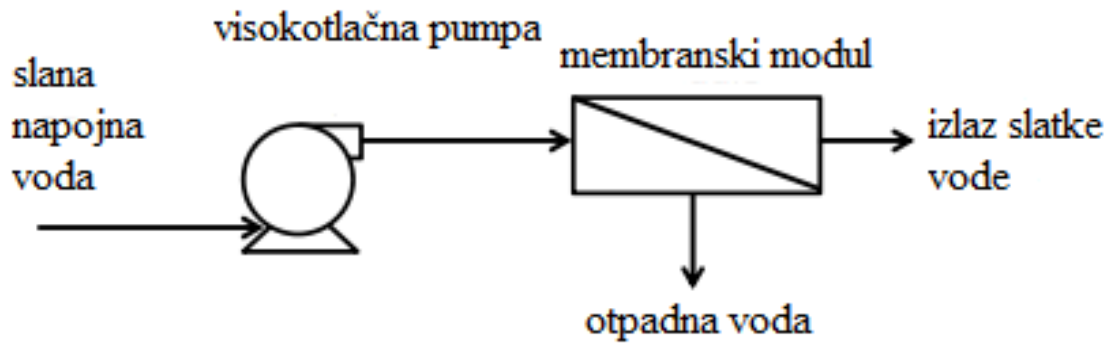 visokotlačna pumpa
slana
napojna
voda
membranski modul
izlaz slatke
vode
otpadna voda